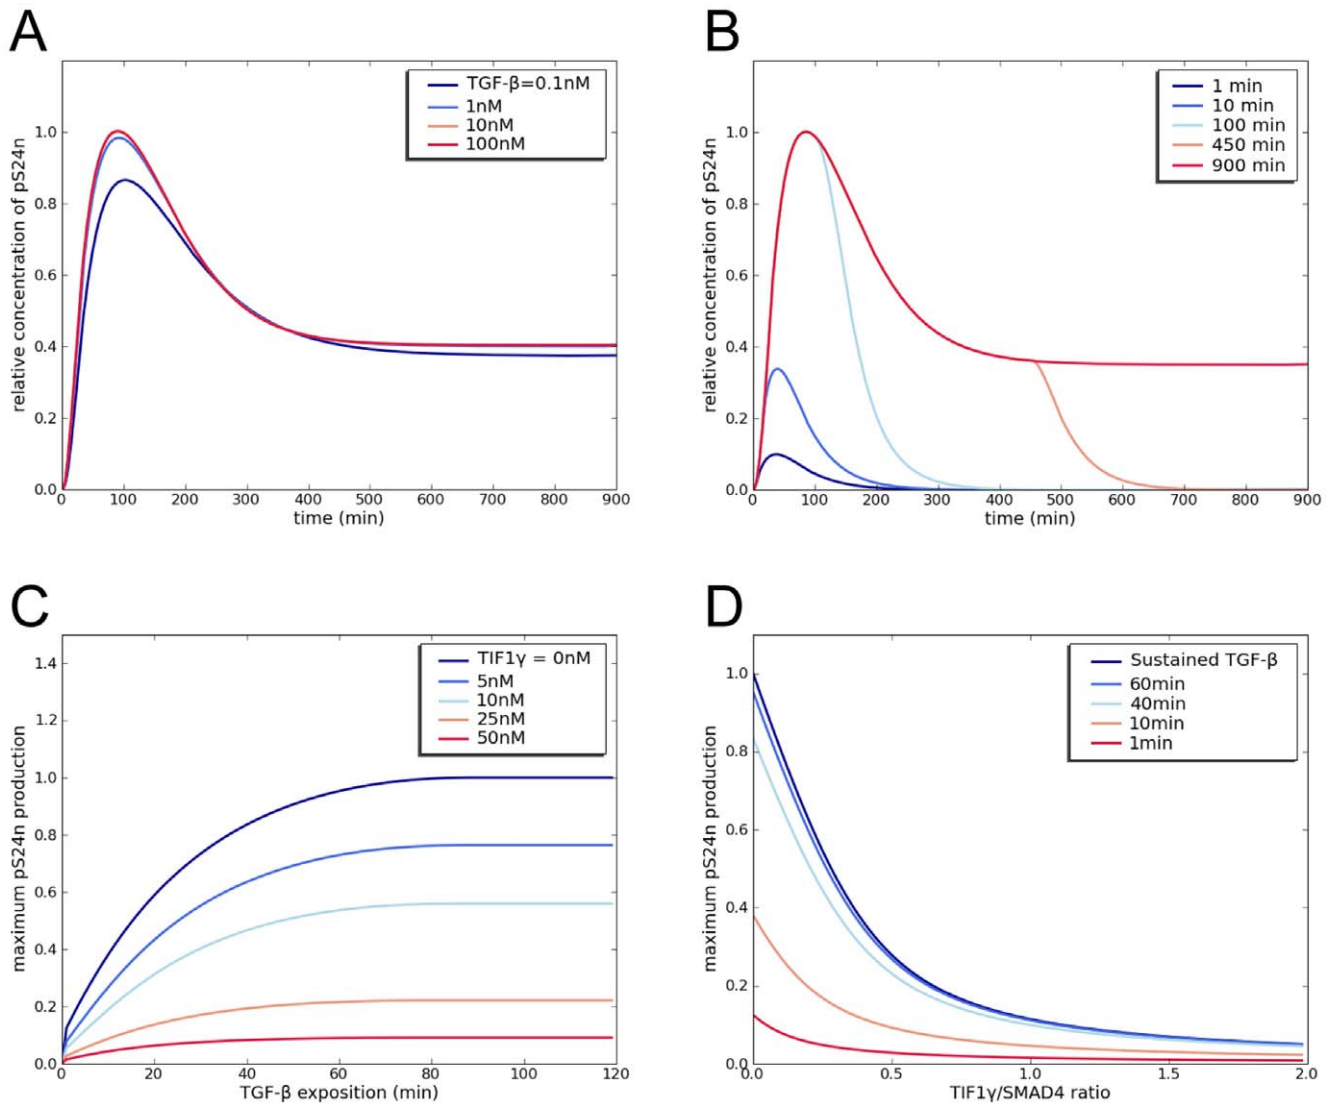 A
TGF-β=0.1nM
1nM
10nM
100nM
relative concentration of pS24n
1.0
0.8
0.6
0.4
0.2
0.0
0 100 200 300 400 500 600 700 800 900
time (min)
B
1 min
10 min
100 min
450 min
900 min
relative concentration of pS24n
1.0
0.8
0.6
0.4
0.2
0.0
0 100 200 300 400 500 600 700 800 900
time (min)
C
TIF1γ = 0nM
5nM
10nM
25nM
50nM
maximum pS24n production
1.4
1.2
1.0
0.8
0.6
0.4
0.2
0.0
0 20 40 60 80 100 120
TGF-β exposition (min)
D
Sustained TGF-β
60min
40min
10min
1min
maximum pS24n production
1.0
0.8
0.6
0.4
0.2
0.0
0.0 0.5 1.0 1.5 2.0
TIF1γ/SMAD4 ratio